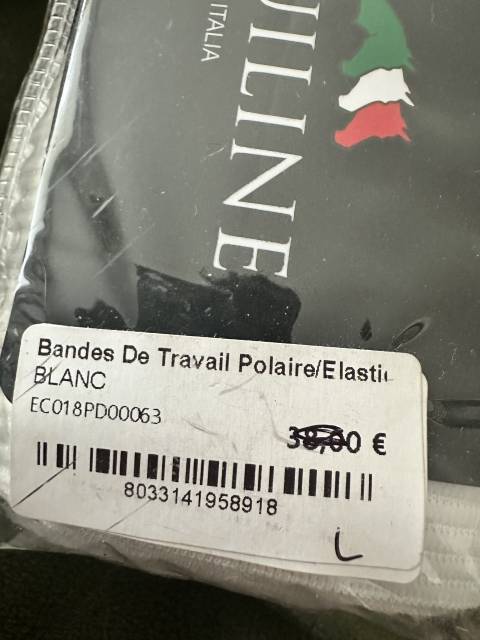 UILINE
ITALIA
Bandes De Travail Polaire/Elastic
BLANC
EC018PD00063
38,00 €
8033141958918
L